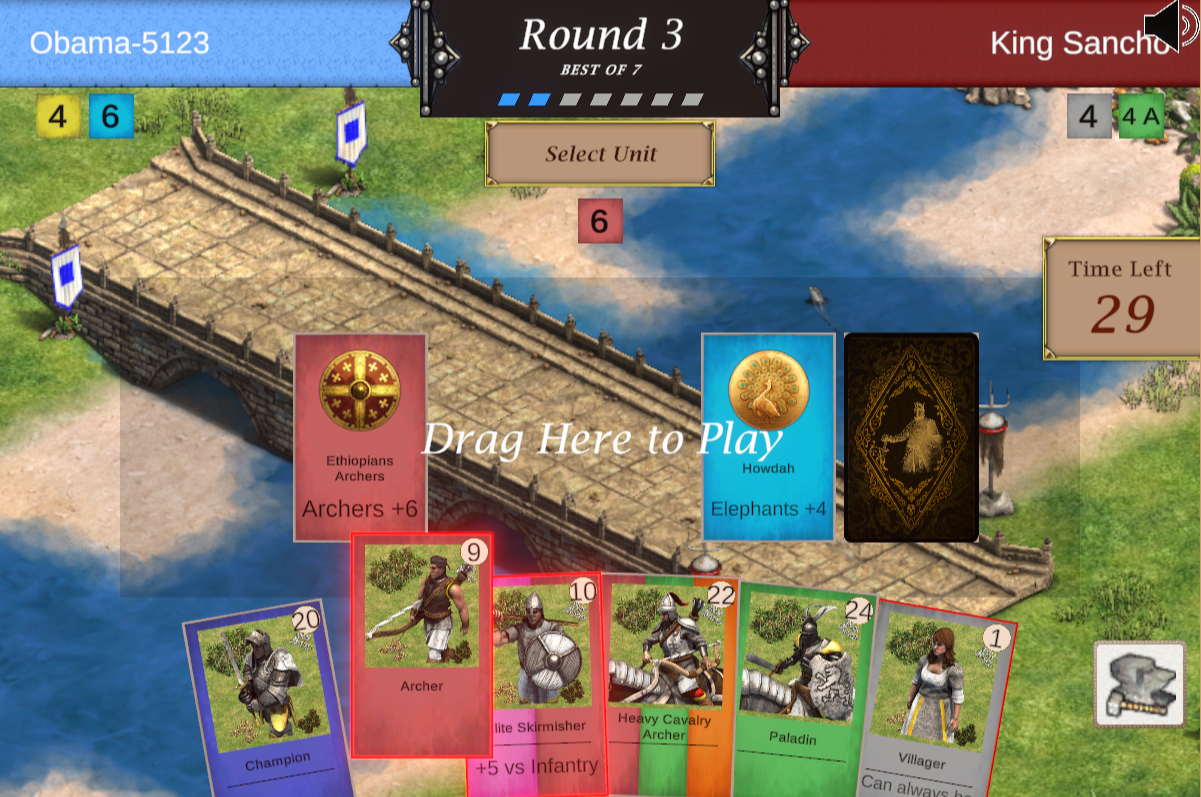 Obama-5123
Round 3
BEST OF 7
King Sancho
4
6
4
4 A
Select Unit
6
Time Left
29
Ethiopians
Archers
Archers +6
Drag Here to Play
Howdah
Elephants +4
20
Champion
9
Archer
10
lite Skirmisher
+5 vs Infantry
22
Heavy Cavalry
Archer
24
Paladin
1
Villager
Can always be